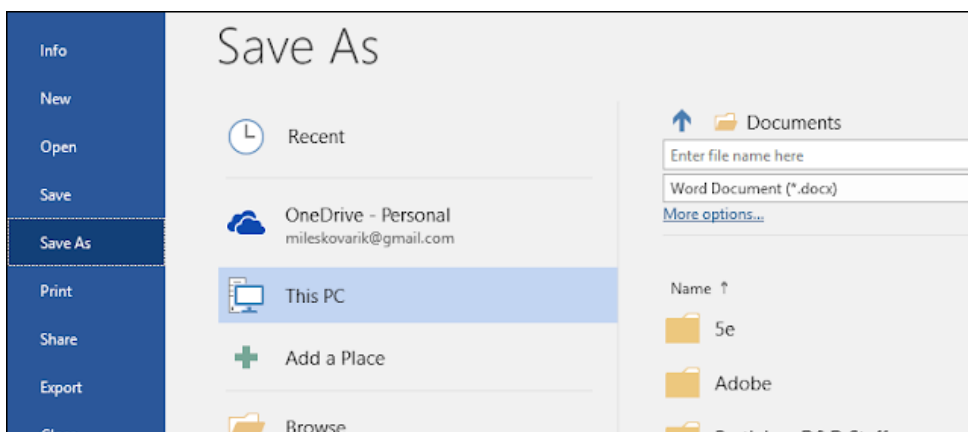 Info
New
Open
Save
Save As
Print
Share
Export
Save As
Recent
OneDrive - Personal
mileskovarik@gmail.com
This PC
Add a Place
Browse
Documents
Enter file name here
Word Document (*.docx)
More options...
Name ↑
5e
Adobe